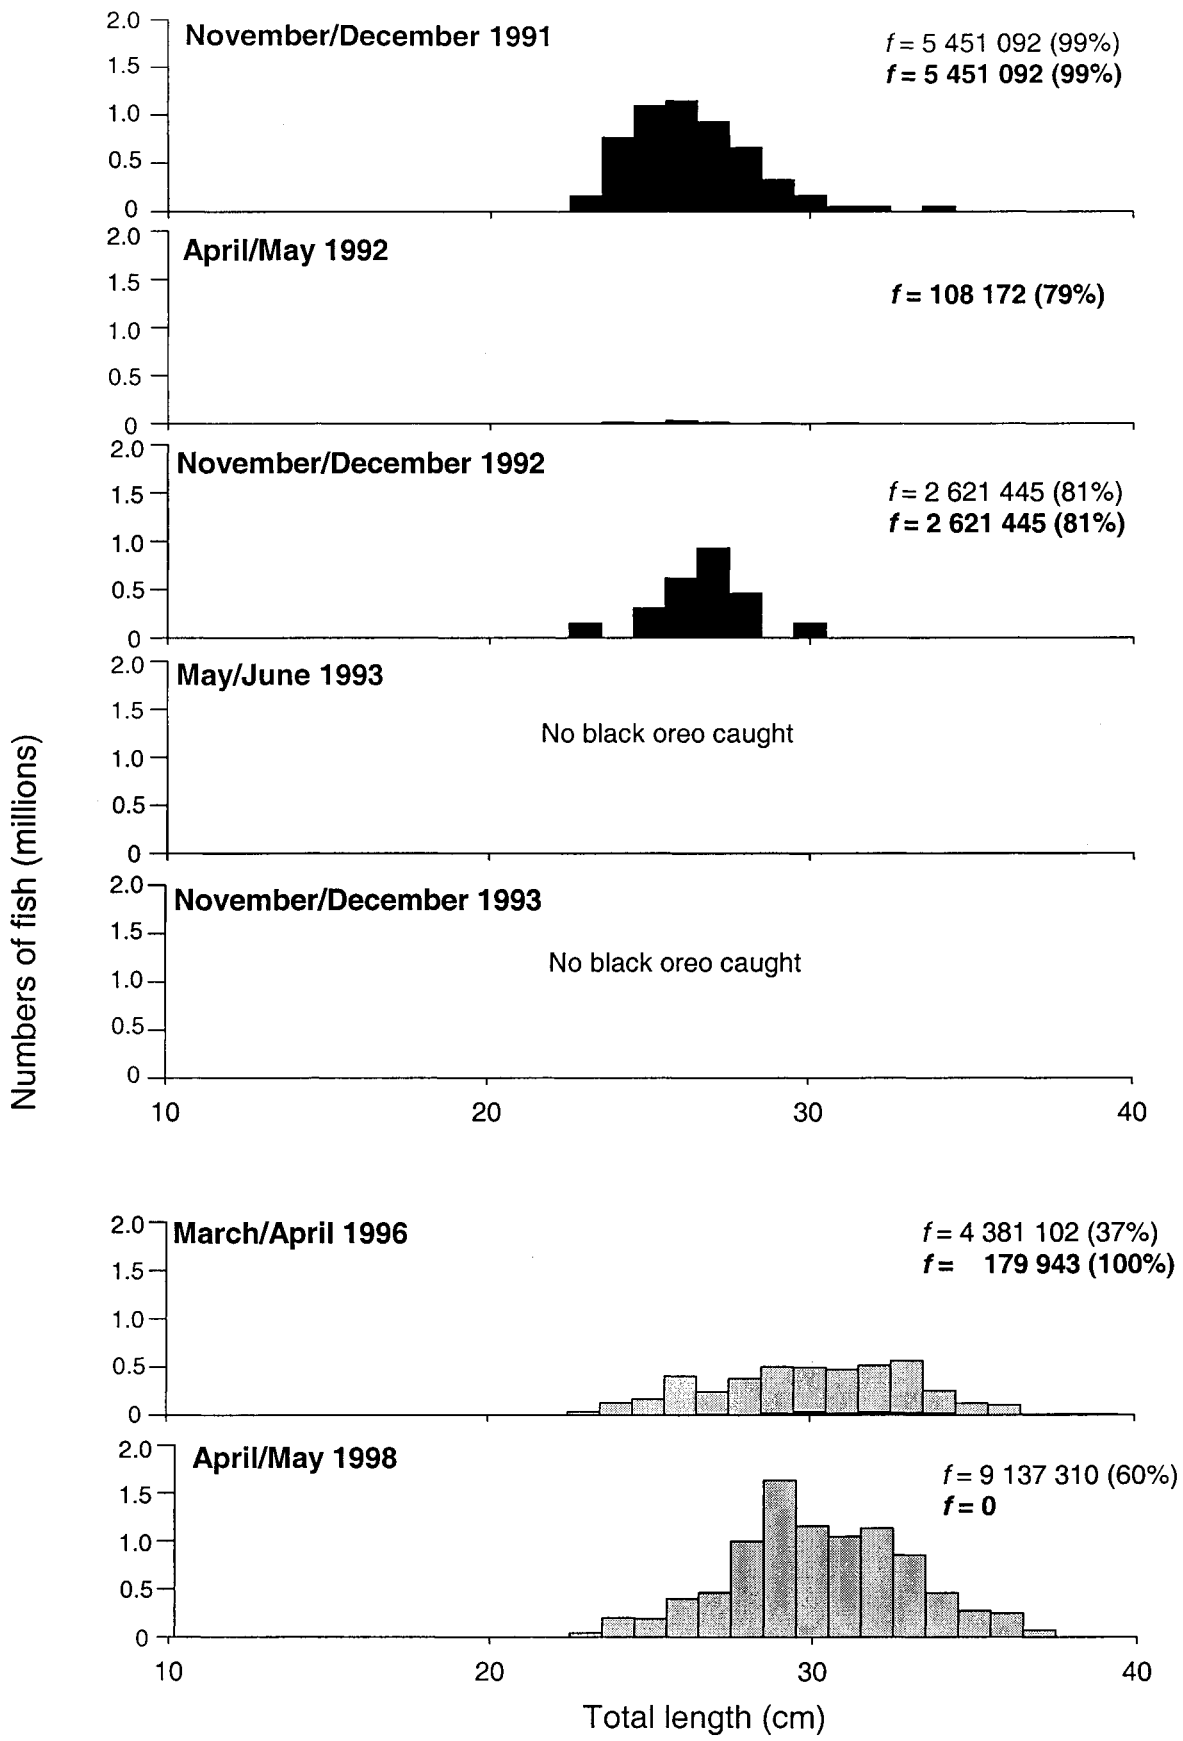 Numbers of fish (millions)
November/December 1991
f = 5 451 092 (99%)
f = 5 451 092 (99%)
2.0
1.5
1.0
0.5
0
April/May 1992
f = 108 172 (79%)
2.0
1.5
1.0
0.5
0
November/December 1992
f = 2 621 445 (81%)
f = 2 621 445 (81%)
2.0
1.5
1.0
0.5
0
May/June 1993
No black oreo caught
2.0
1.5
1.0
0.5
0
November/December 1993
No black oreo caught
2.0
1.5
1.0
0.5
0
10 20 30 40
March/April 1996
f = 4 381 102 (37%)
f = 179 943 (100%)
2.0
1.5
1.0
0.5
0
April/May 1998
f = 9 137 310 (60%)
f = 0
2.0
1.5
1.0
0.5
0
10 20 30 40
Total length (cm)